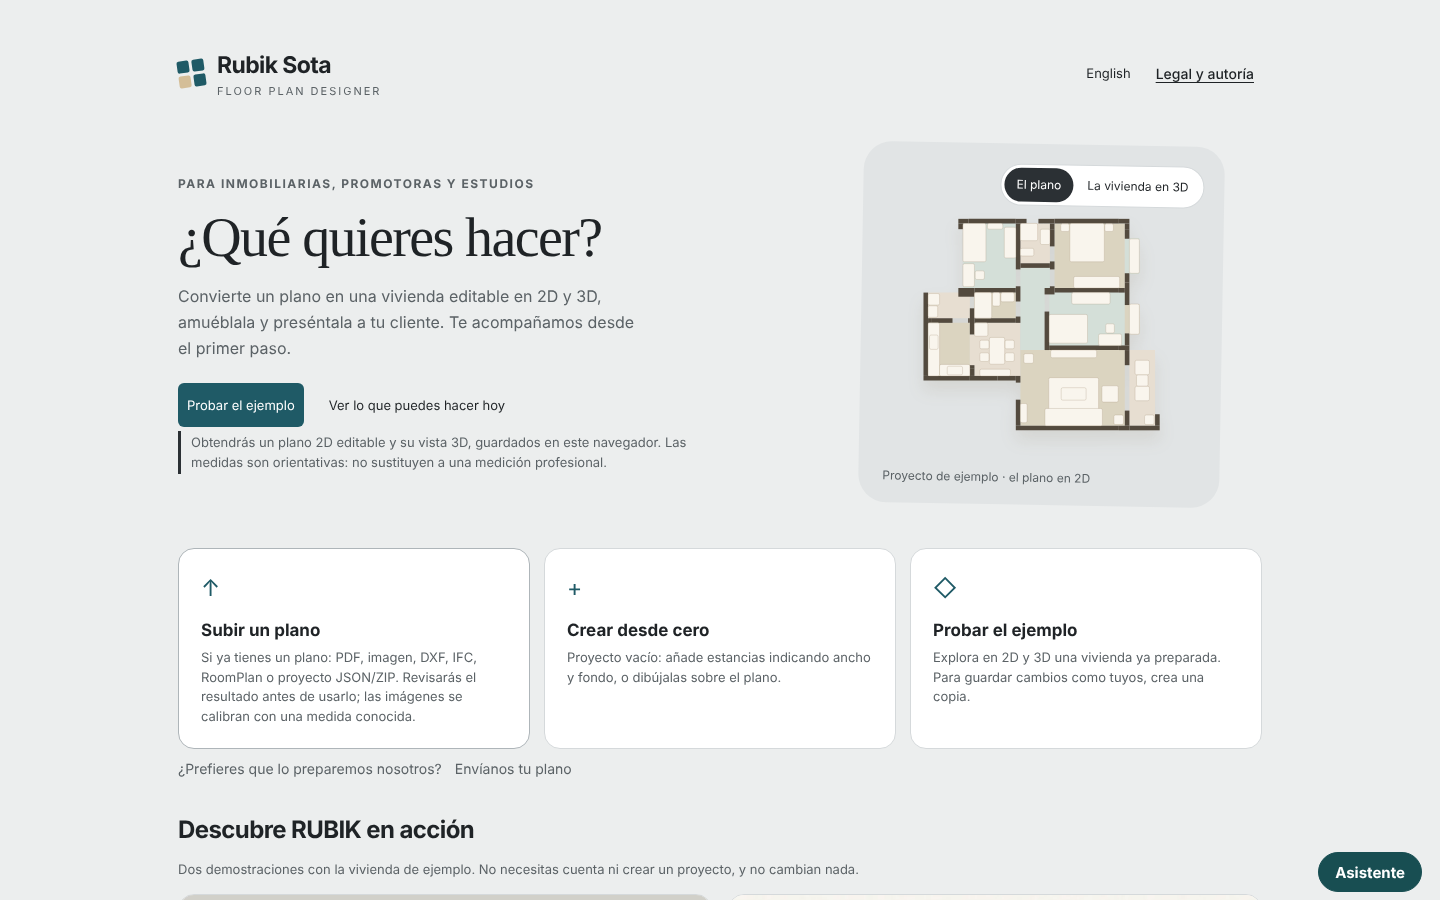 Rubik Sota
FLOOR PLAN DESIGNER
English
Legal y autoría
PARA INMOBILIARIAS, PROMOTORAS Y ESTUDIOS
¿Qué quieres hacer?
Convierte un plano en una vivienda editable en 2D y 3D,
amuéblala y preséntala a tu cliente. Te acompañamos desde
el primer paso.
Probar el ejemplo
Ver lo que puedes hacer hoy
Obtendrás un plano 2D editable y su vista 3D, guardados en este navegador. Las
medidas son orientativas: no sustituyen a una medición profesional.
El plano
La vivienda en 3D
Proyecto de ejemplo · el plano en 2D
Subir un plano
Si ya tienes un plano: PDF, imagen, DXF, IFC,
RoomPlan o proyecto JSON/ZIP. Revisarás el
resultado antes de usarlo; las imágenes se
calibran con una medida conocida.
Crear desde cero
Proyecto vacío: añade estancias indicando ancho
y fondo, o dibújalas sobre el plano.
Probar el ejemplo
Explora en 2D y 3D una vivienda ya preparada.
Para guardar cambios como tuyos, crea una
copia.
¿Prefieres que lo preparemos nosotros?
Envíanos tu plano
Descubre RUBIK en acción
Dos demostraciones con la vivienda de ejemplo. No necesitas cuenta ni crear un proyecto, y no cambian nada.
Asistente